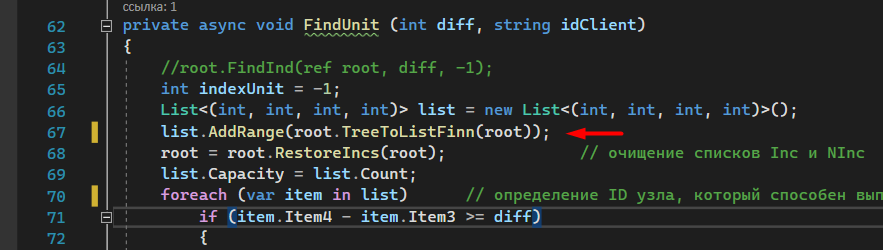 ссылка: 1
62 private async void FindUnit (int diff, string idClient)
63 {
64 //root.FindInd(ref root, diff, -1);
65 int indexUnit = -1;
66 List<(int, int, int, int)> list = new List<(int, int, int, int)>();
67 list.AddRange(root.TreeToListFinn(root));
68 root = root.RestoreIncs(root); // очищение списков Inc и NInc
69 list.Capacity = list.Count;
70 foreach (var item in list) // определение ID узла, который способен вып
71 if (item.Item4 - item.Item3 >= diff)
72 {